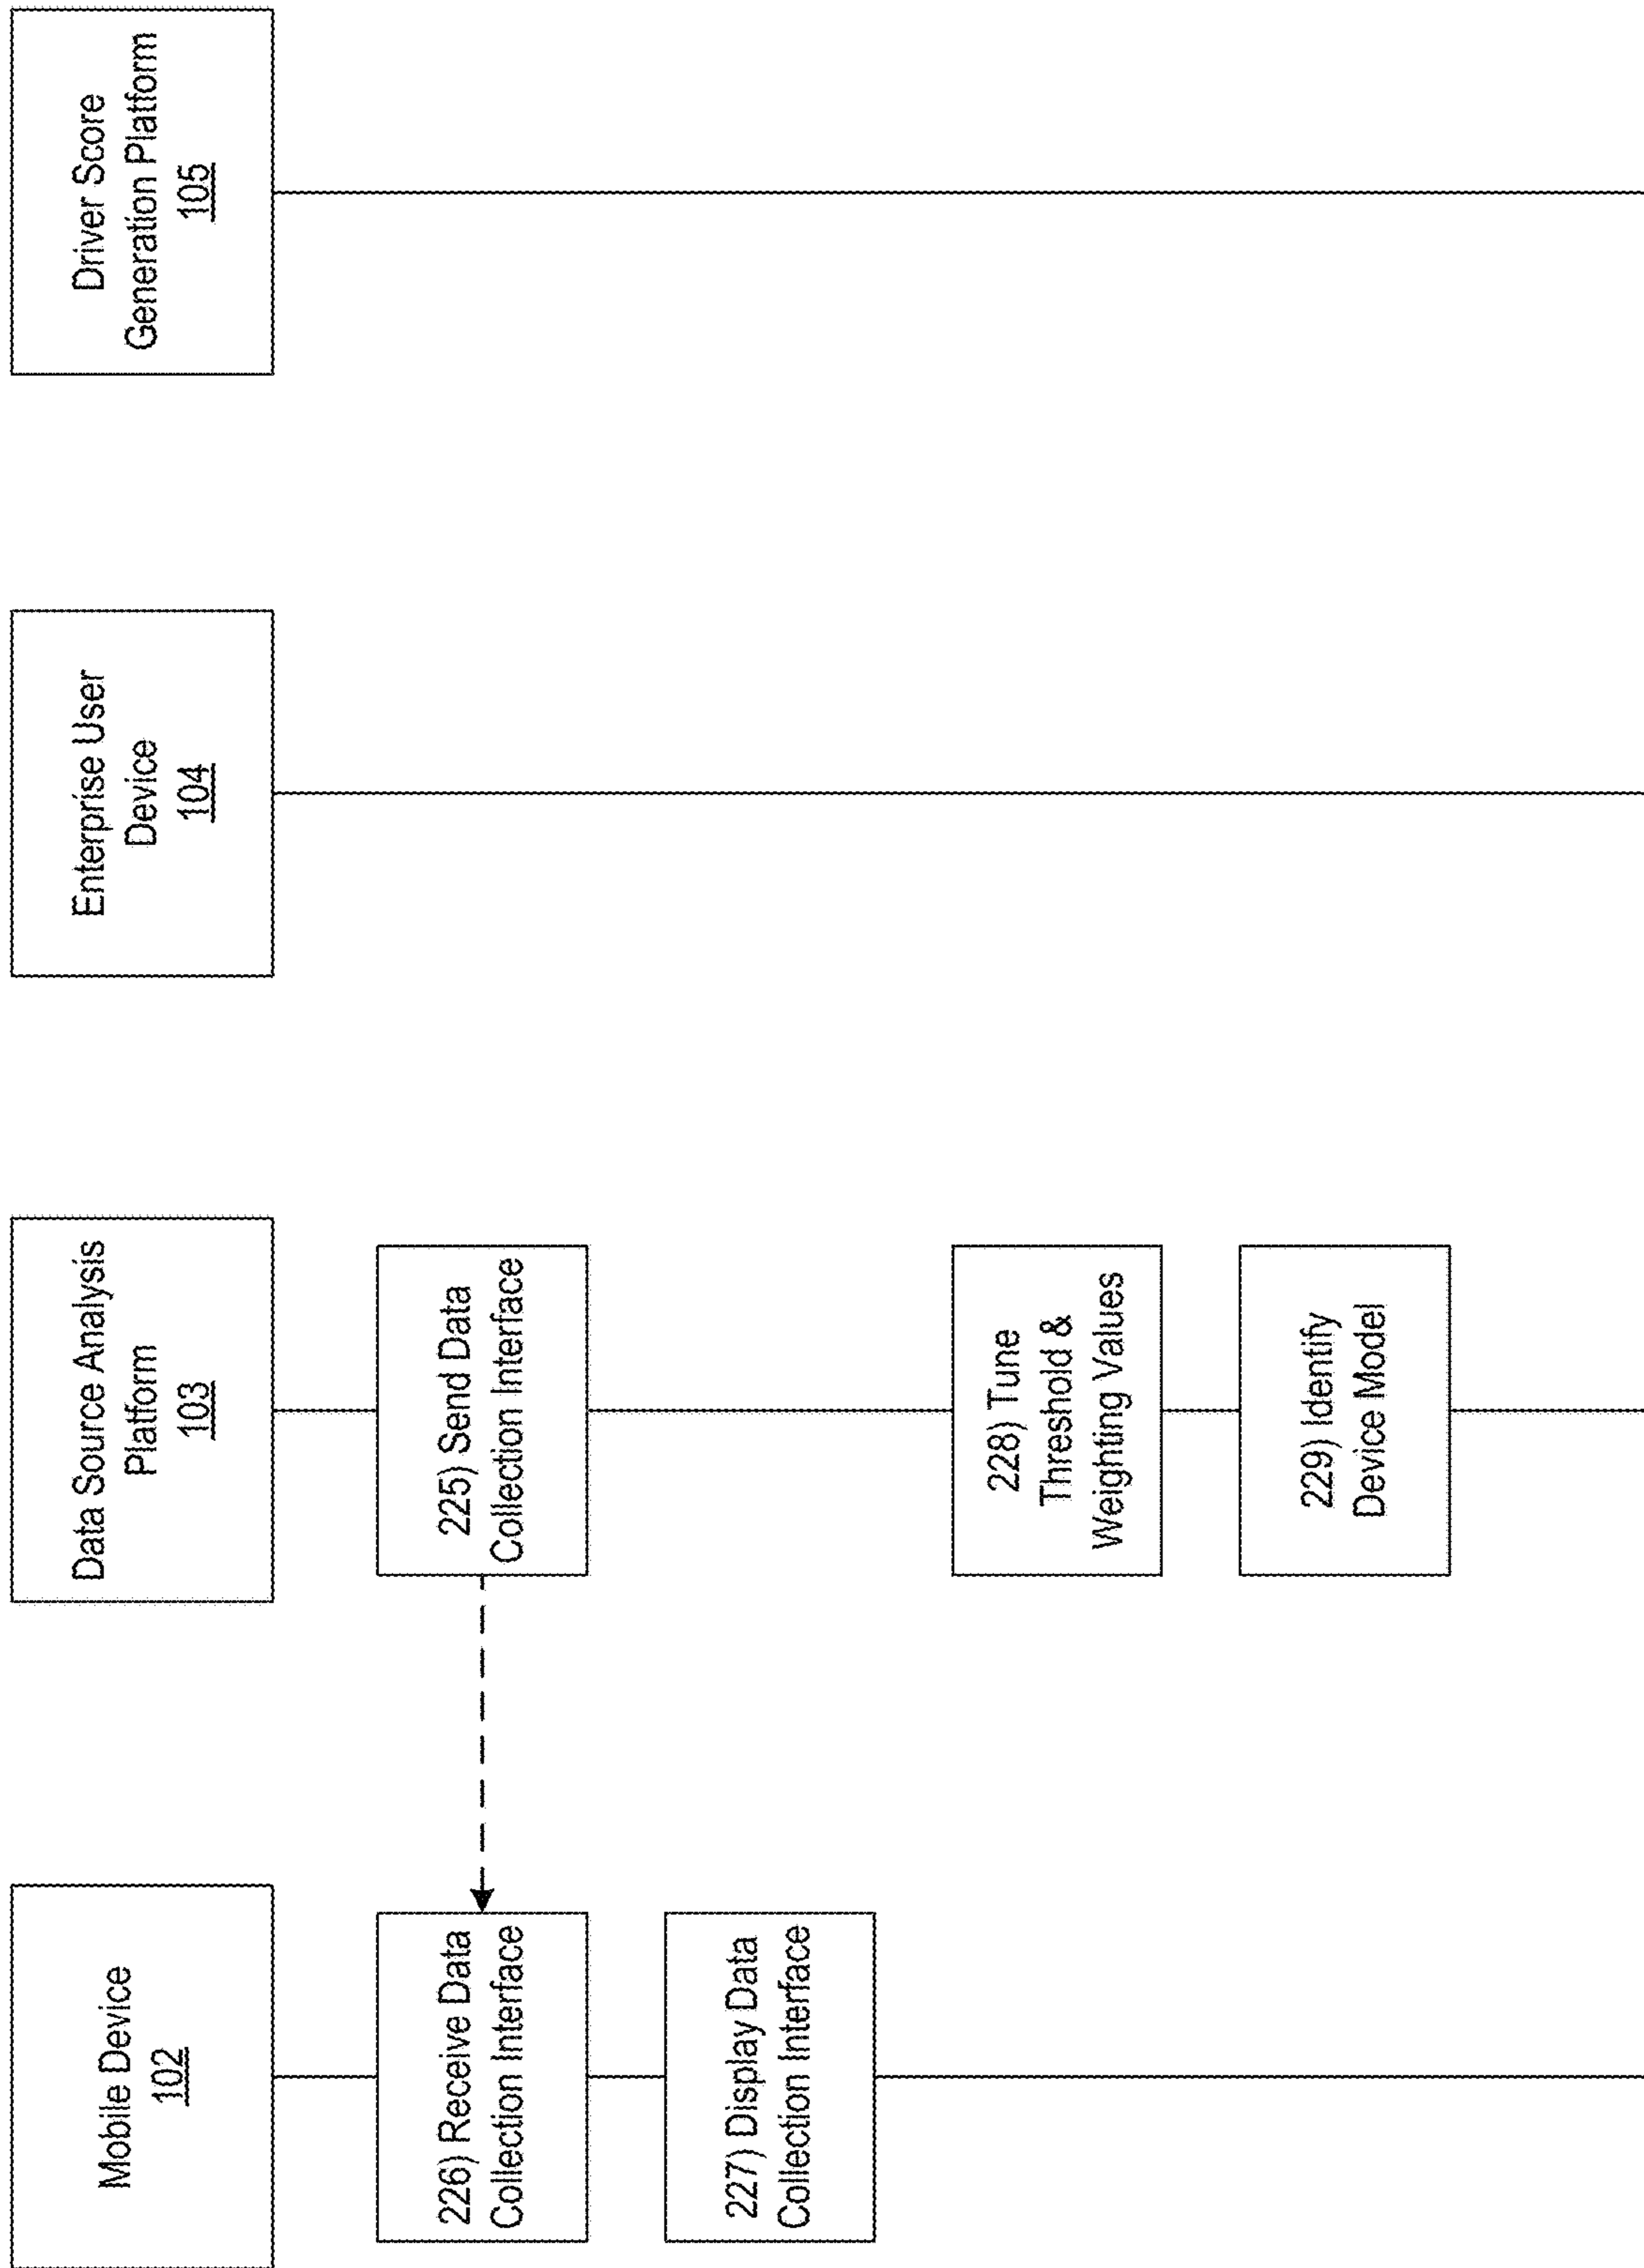 Mobile Device
102
Data Source Analysis
Platform
103
Enterprise User
Device
104
Driver Score
Generation Platform
105
225) Send Data
Collection Interface
226) Receive Data
Collection Interface
227) Display Data
Collection Interface
228) Tune
Threshold &
Weighting Values
229) Identify
Device Model